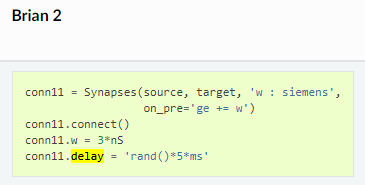 Brian 2
conn11 = Synapses(source, target, 'w : siemens',
on_pre='ge += w')
conn11.connect()
conn11.w = 3*nS
conn11.delay = 'rand()*5*ms'